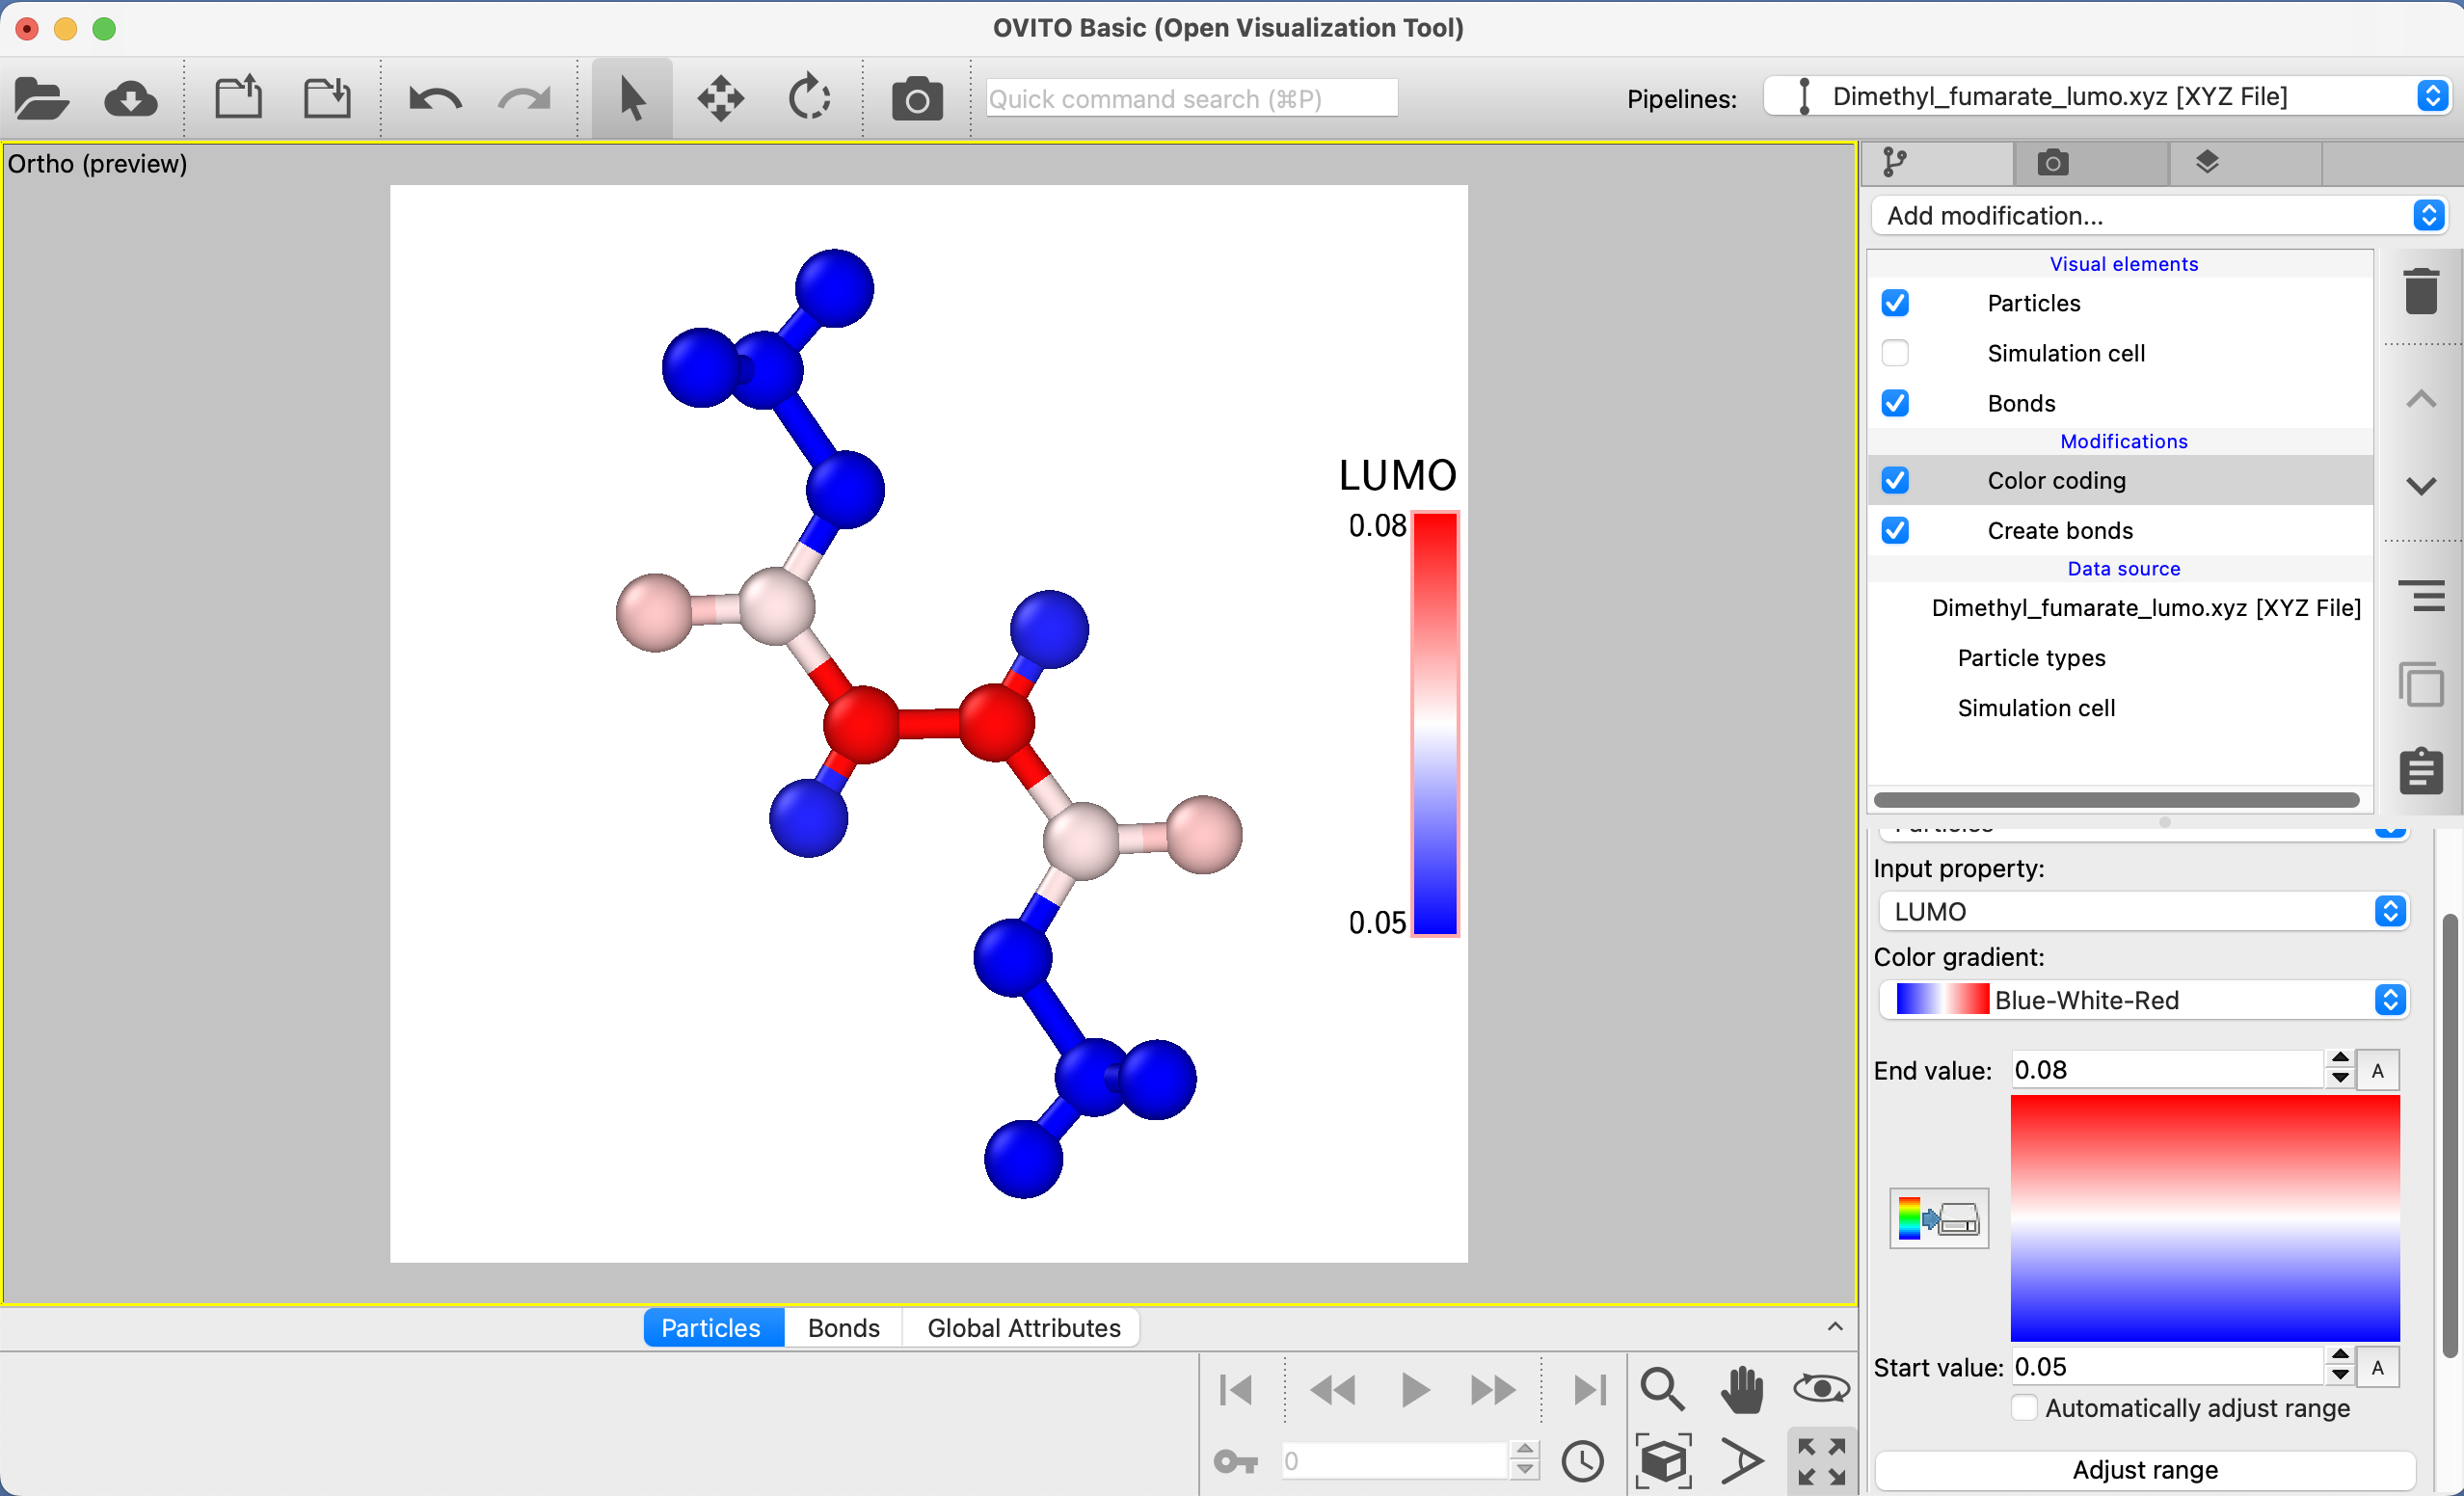 OVITO Basic (Open Visualization Tool)
Quick command search (⌘P)
Pipelines:
Dimethyl_fumarate_lumo.xyz [XYZ File]
Ortho (preview)
LUMO
0.08
0.05
Add modification...
Visual elements
Particles
Simulation cell
Bonds
Modifications
Color coding
Create bonds
Data source
Dimethyl_fumarate_lumo.xyz [XYZ File]
Particle types
Simulation cell
Particles
Input property:
LUMO
Color gradient:
Blue-White-Red
End value: 0.08 A
Start value: 0.05 A
Automatically adjust range
Adjust range
Particles Bonds Global Attributes
0